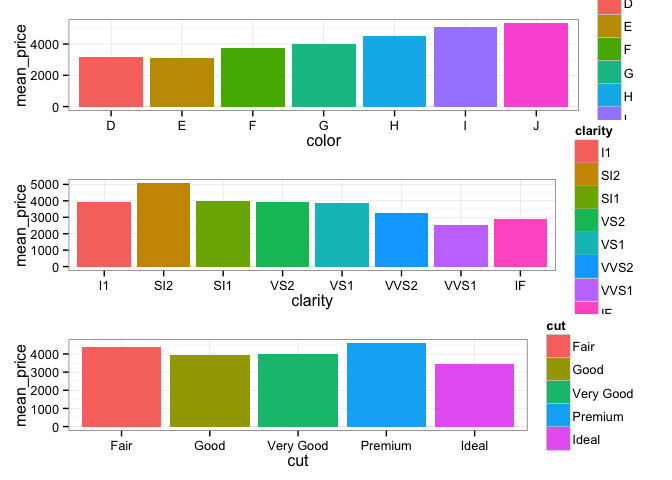 mean_price
4000
2000
0
D E F G H I J
color
D
E
F
G
H
mean_price
5000
4000
3000
2000
1000
0
I1 SI2 SI1 VS2 VS1 VVS2 VVS1 IF
clarity
clarity
I1
SI2
SI1
VS2
VS1
VVS2
VVS1
IF
mean_price
4000
3000
2000
1000
0
Fair Good Very Good Premium Ideal
cut
cut
Fair
Good
Very Good
Premium
Ideal